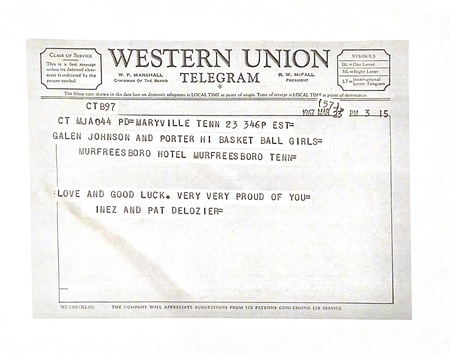 CLASS OF SERVICE
This is a fast message
unless its deferred char-
acter is indicated by the
proper symbol.
WESTERN UNION
TELEGRAM
W. P. MARSHALL
CHAIRMAN OF THE BOARD
R. W. McFALL
PRESIDENT
SYMBOLS
DL=Day Letter
NL=Night Letter
LT=International Letter Telegram
The filing time shown in the date line on domestic telegrams is LOCAL TIME at point of origin. Time of receipt is LOCAL TIME at point of destination
CTB97
(57).
1967 MAR PM 3 15
CT MJA044 PD=MARYVILLE TENN 23 346P EST=
GALEN JOHNSON AND PORTER HI BASKET BALL GIRLS=
MURFREESBORO HOTEL MURFREESBORO TENN=
LOVE AND GOOD LUCK. VERY VERY PROUD OF YOU=
INEZ AND PAT DELOZIER=
THE COMPANY WILL APPRECIATE SUGGESTIONS FROM ITS PATRONS CONCERNING ITS SERVICE